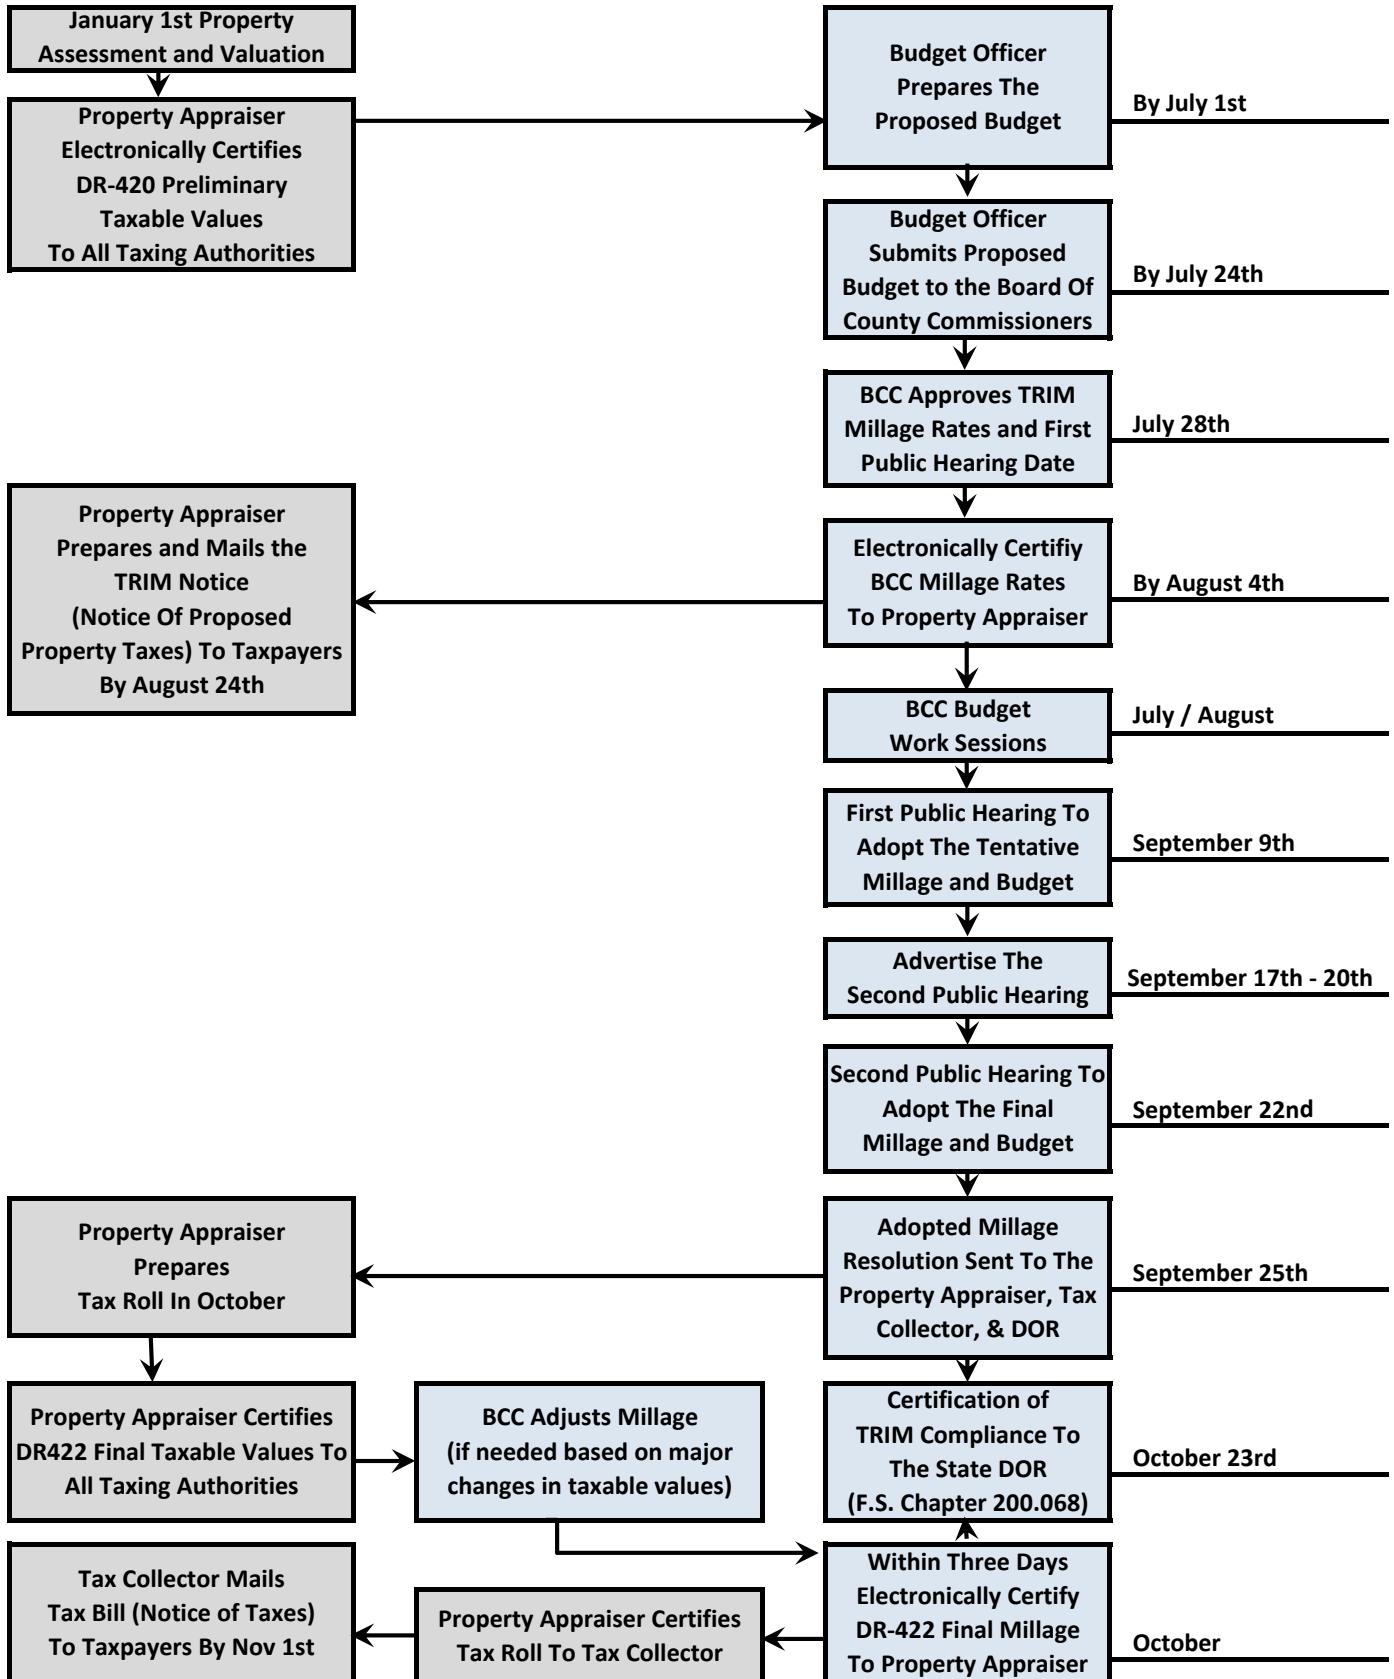 January 1st Property
Assessment and Valuation
Property Appraiser
Electronically Certifies
DR-420 Preliminary
Taxable Values
To All Taxing Authorities
Budget Officer
Prepares The
Proposed Budget
By July 1st
Budget Officer
Submits Proposed
Budget to the Board Of
County Commissioners
By July 24th
BCC Approves TRIM
Millage Rates and First
Public Hearing Date
July 28th
Property Appraiser
Prepares and Mails the
TRIM Notice
(Notice Of Proposed
Property Taxes) To Taxpayers
By August 24th
Electronically Certifiy
BCC Millage Rates
To Property Appraiser
By August 4th
BCC Budget
Work Sessions
July / August
First Public Hearing To
Adopt The Tentative
Millage and Budget
September 9th
Advertise The
Second Public Hearing
September 17th - 20th
Second Public Hearing To
Adopt The Final
Millage and Budget
September 22nd
Property Appraiser
Prepares
Tax Roll In October
Adopted Millage
Resolution Sent To The
Property Appraiser, Tax
Collector, & DOR
September 25th
Property Appraiser Certifies
DR422 Final Taxable Values To
All Taxing Authorities
BCC Adjusts Millage
(if needed based on major
changes in taxable values)
Certification of
TRIM Compliance To
The State DOR
(F.S. Chapter 200.068)
October 23rd
Tax Collector Mails
Tax Bill (Notice of Taxes)
To Taxpayers By Nov 1st
Property Appraiser Certifies
Tax Roll To Tax Collector
Within Three Days
Electronically Certify
DR-422 Final Millage
To Property Appraiser
October